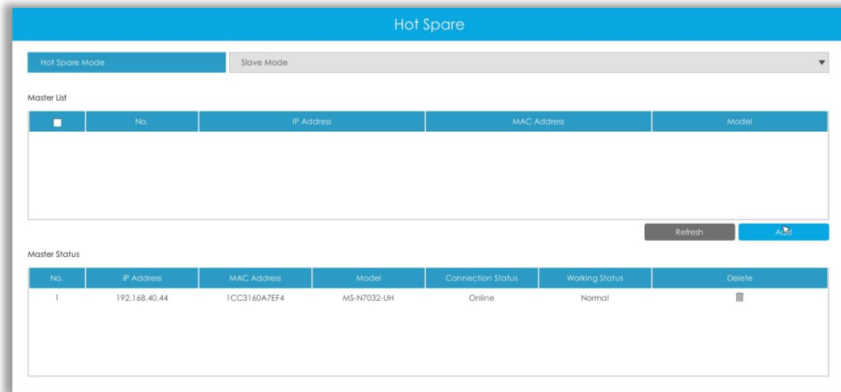 Hot Spare
Hot Spare Mode Slave Mode
Master List
No. IP Address MAC Address Model
Refresh Add
Master Status
No. IP Address MAC Address Model Connection Status Working Status Delete
1 192.168.40.44 1CC3160A7EF4 MS-N7032-UH Online Normal